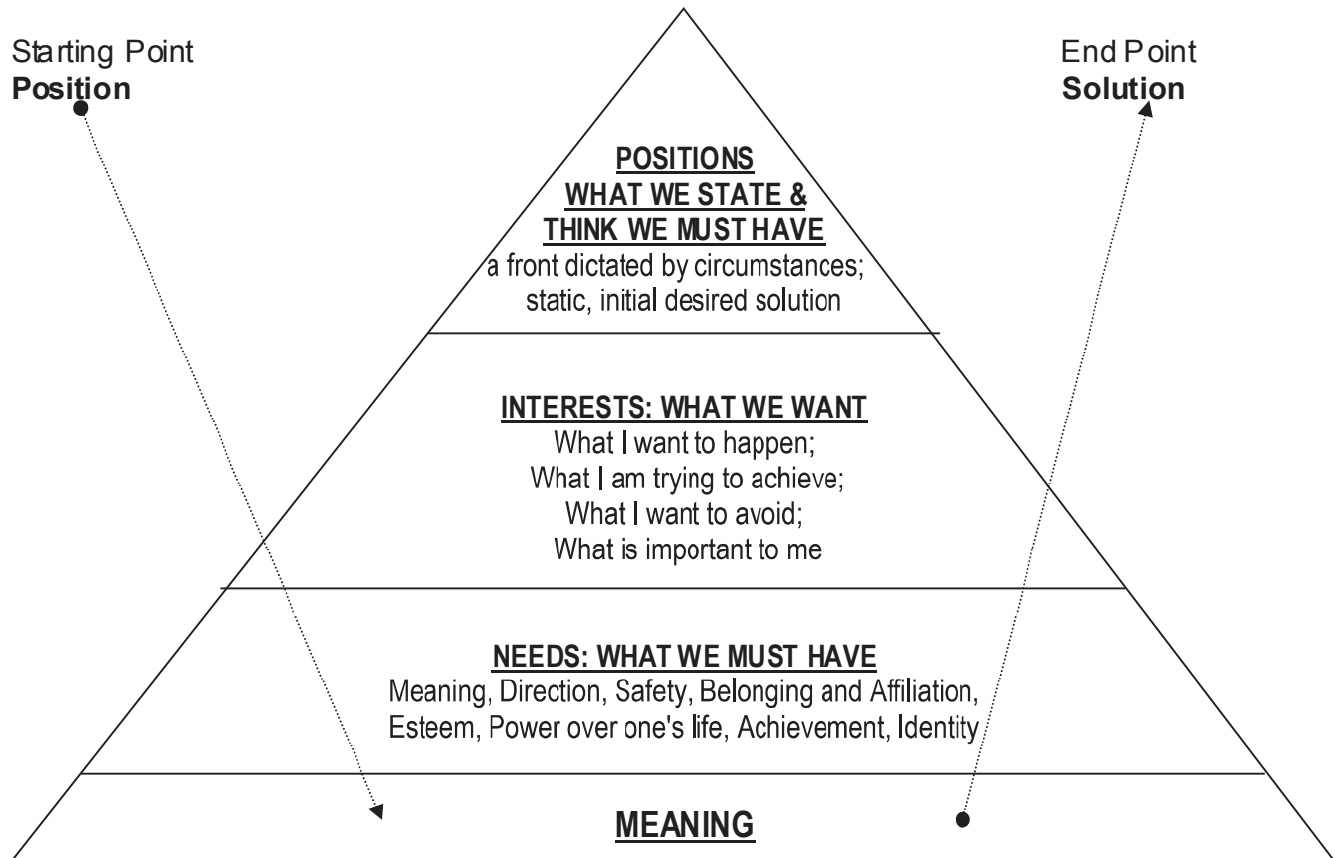 Starting Point
Position
End Point
Solution
POSITIONS
WHAT WE STATE &
THINK WE MUST HAVE
a front dictated by circumstances;
static, initial desired solution
INTERESTS: WHAT WE WANT
What I want to happen;
What I am trying to achieve;
What I want to avoid;
What is important to me
NEEDS: WHAT WE MUST HAVE
Meaning, Direction, Safety, Belonging and Affiliation,
Esteem, Power over one's life, Achievement, Identity
MEANING